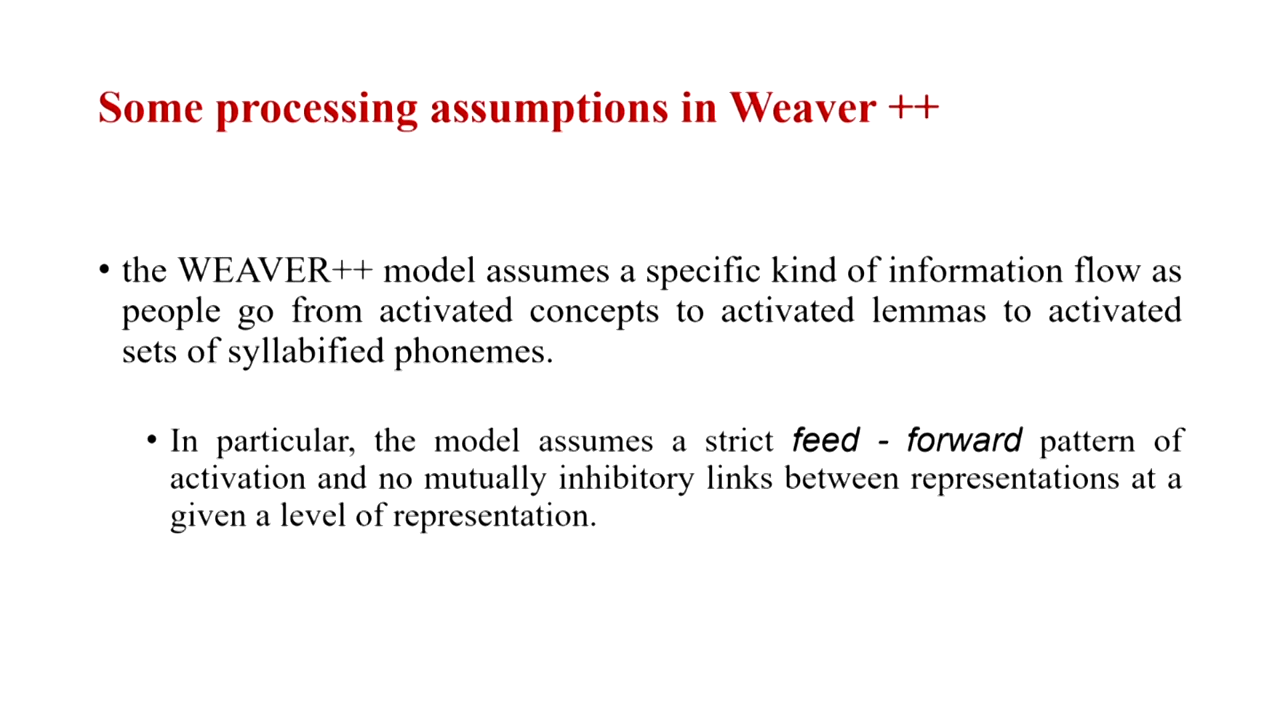 Some processing assumptions in Weaver ++
• the WEAVER++ model assumes a specific kind of information flow as
people go from activated concepts to activated lemmas to activated
sets of syllabified phonemes.
• In particular, the model assumes a strict feed - forward pattern of
activation and no mutually inhibitory links between representations at a
given a level of representation.